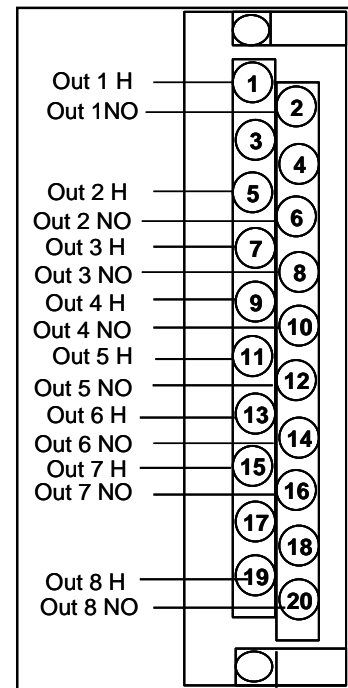 Out 1 H
1
Out 1NO
2
3
4
Out 2 H
5
Out 2 NO
6
Out 3 H
7
Out 3 NO
8
Out 4 H
9
Out 4 NO
10
Out 5 H
11
Out 5 NO
12
Out 6 H
13
Out 6 NO
14
Out 7 H
15
Out 7 NO
16
17
18
Out 8 H
19
Out 8 NO
20